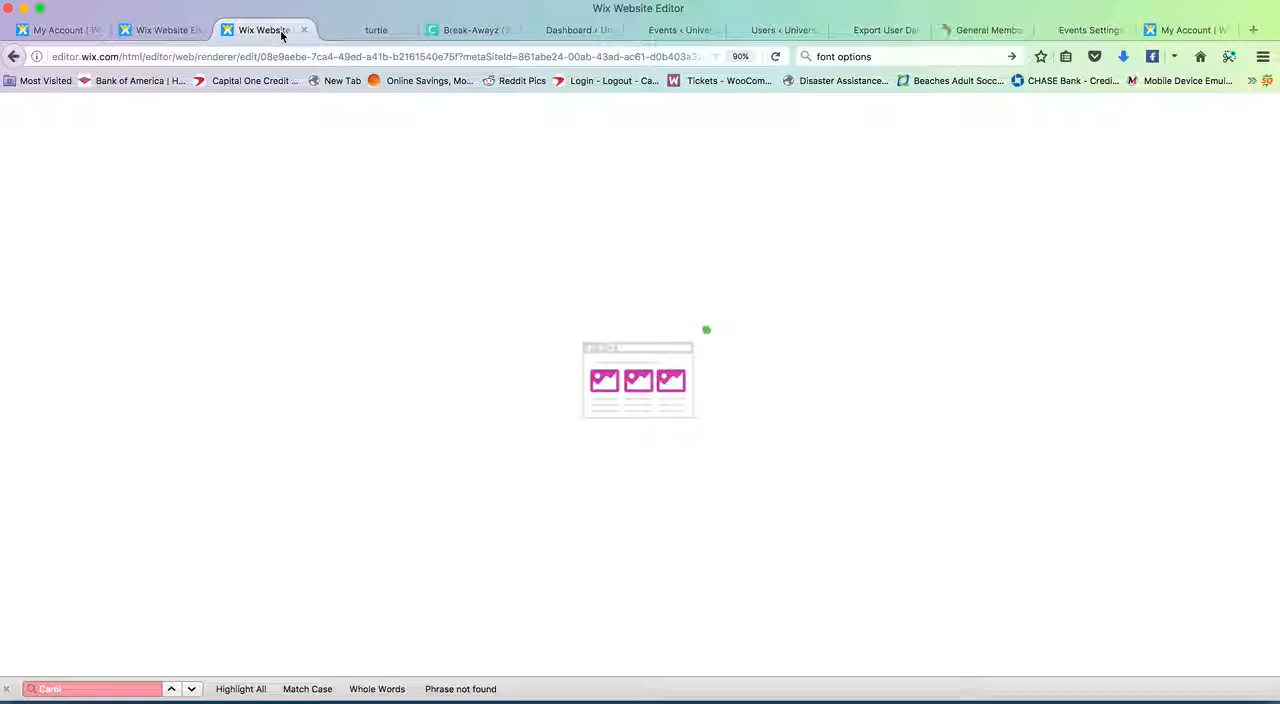 Wix Website Editor
My Account | W
Wix Website Ed
Wix Website
turtle
Break-Awayz
Dashboard ‹ Un
Events ‹ Univer
Users ‹ Univers
Export User Da
General Membe
Events Settings
My Account | W
editor.wix.com/html/editor/web/renderer/edit/08e9aebe-7ca4-49ed-a41b-b2161540e75f?metaSiteId=861abe24-00ab-43ad-ac61-d0b403a3
90%
font options
Most Visited
Bank of America | H...
Capital One Credit ...
New Tab
Online Savings, Mo...
Reddit Pics
Login - Logout - Ca...
Tickets - WooCom...
Disaster Assistance...
Beaches Adult Socc...
CHASE Bank - Credi...
Mobile Device Emul...
Carol
Highlight All
Match Case
Whole Words
Phrase not found